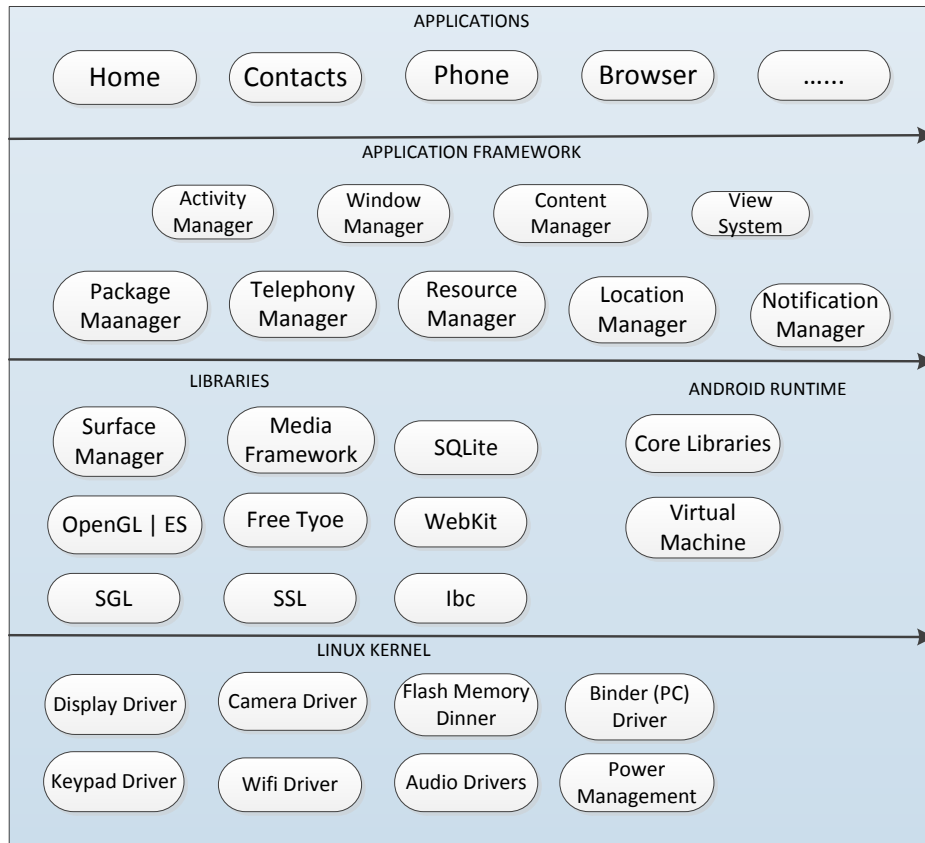 APPLICATIONS
Home
Contacts
Phone
Browser
......
APPLICATION FRAMEWORK
Activity
Manager
Window
Manager
Content
Manager
View
System
Package
Maanager
Telephony
Manager
Resource
Manager
Location
Manager
Notification
Manager
LIBRARIES
ANDROID RUNTIME
Surface
Manager
Media
Framework
SQLite
Core Libraries
OpenGL | ES
Free Tyoe
WebKit
Virtual
Machine
SGL
SSL
Ibc
LINUX KERNEL
Display Driver
Camera Driver
Flash Memory
Dinner
Binder (PC)
Driver
Keypad Driver
Wifi Driver
Audio Drivers
Power
Management